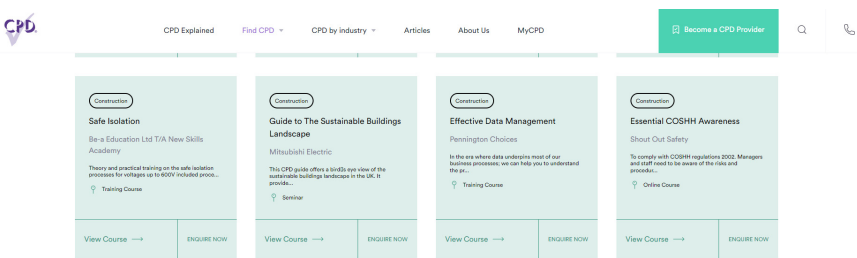 CPD
CPD Explained
Find CPD
CPD by industry
Articles
About Us
MyCPD
Become a CPD Provider
Construction
Safe Isolation
Be-a Education Ltd T/A New Skills
Academy
Theory and practical training on the safe isolation
processes for voltages up to 600V included proce...
Training Course
View Course
ENQUIRE NOW
Construction
Guide to The Sustainable Buildings
Landscape
Mitsubishi Electric
This CPD guide offers a bird3s eye view of the
sustainable buildings landscape in the UK. It
provide...
Seminar
View Course
ENQUIRE NOW
Construction
Effective Data Management
Pennington Choices
In the era where data underpins most of our
business processes; we can help you to understand
the pr...
Training Course
View Course
ENQUIRE NOW
Construction
Essential COSHH Awareness
Shout Out Safety
To comply with COSHH regulations 2002. Managers
and staff need to be aware of the risks and
procedur...
Online Course
View Course
ENQUIRE NOW